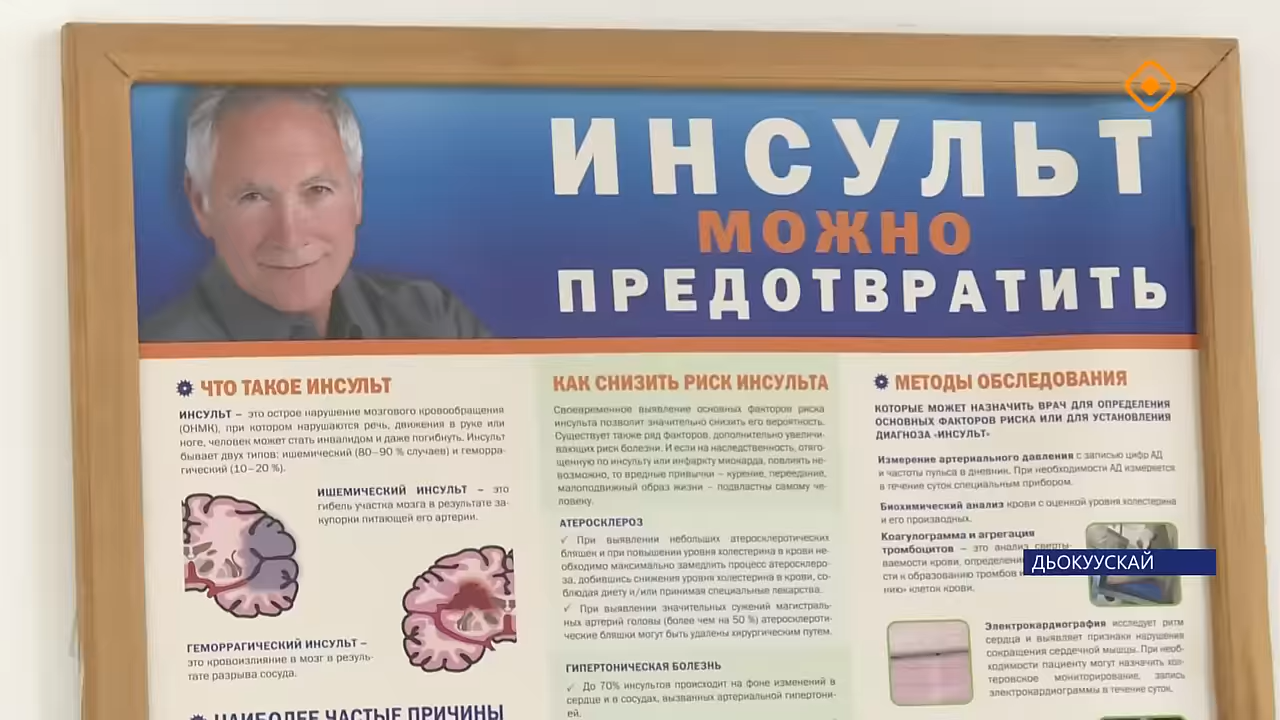 ИНСУЛЬТ
МОЖНО
ПРЕДОТВРАТИТЬ
ЧТО ТАКОЕ ИНСУЛЬТ
ИНСУЛЬТ – это острое нарушение мозгового кровообращения
(ОНМК), при котором нарушаются речь, движения в руке или
ноге, человек может стать инвалидом и даже погибнуть. Инсульт
бывает двух типов: ишемический (80–90 % случаев) и геморра-
гический (10–20 %).
ИШЕМИЧЕСКИЙ ИНСУЛЬТ – это
гибель участка мозга в результате за-
купорки питающей его артерии.
ГЕМОРРАГИЧЕСКИЙ ИНСУЛЬТ –
это кровоизлияние в мозг в резуль-
тате разрыва сосуда.
НАИБОЛЕЕ ЧАСТЫЕ ПРИЧИНЫ
КАК СНИЗИТЬ РИСК ИНСУЛЬТА
Своевременное выявление основных факторов риска
инсульта позволит значительно снизить его вероятность.
Существует также ряд факторов, дополнительно увеличи-
вающих риск болезни. И если на наследственность, отяго-
щенную по инсульту или инфаркту миокарда, повлиять не-
возможно, то вредные привычки – курение, переедание,
малоподвижный образ жизни – подвластны самому че-
ловеку.
АТЕРОСКЛЕРОЗ
✓ При выявлении небольших атеросклеротических
бляшек и при повышении уровня холестерина в крови не-
обходимо максимально замедлить процесс атеросклеро-
за, добившись снижения уровня холестерина в крови, со-
блюдая диету и/или принимая специальные лекарства.
✓ При выявлении значительных сужений магистраль-
ных артерий головы (более чем на 50 %) атеросклероти-
ческие бляшки могут быть удалены хирургическим путем.
ГИПЕРТОНИЧЕСКАЯ БОЛЕЗНЬ
✓ До 70% инсультов происходит на фоне изменений в
сердце и в сосудах, вызванных артериальной гипертони-
ей.
МЕТОДЫ ОБСЛЕДОВАНИЯ
КОТОРЫЕ МОЖЕТ НАЗНАЧИТЬ ВРАЧ ДЛЯ ОПРЕДЕЛЕНИЯ
ОСНОВНЫХ ФАКТОРОВ РИСКА ИЛИ ДЛЯ УСТАНОВЛЕНИЯ
ДИАГНОЗА «ИНСУЛЬТ»
Измерение артериального давления с записью цифр АД
и частоты пульса в дневник. При необходимости АД измеряется
в течение суток специальным прибором.
Биохимический анализ крови с оценкой уровня холестерина
и его производных.
Коагулограмма и агрегация
тромбоцитов – это анализ сверты-
ваемости крови, определени
сти к образованию тромбов
нию» клеток крови.
ДЬОКУУСКАЙ
Электрокардиография исследует ритм
сердца и выявляет признаки нарушения
сокращения сердечной мышцы. При необ-
ходимости пациенту могут назначить хол-
теровское мониторирование, запись
электрокардиограммы в течение суток.